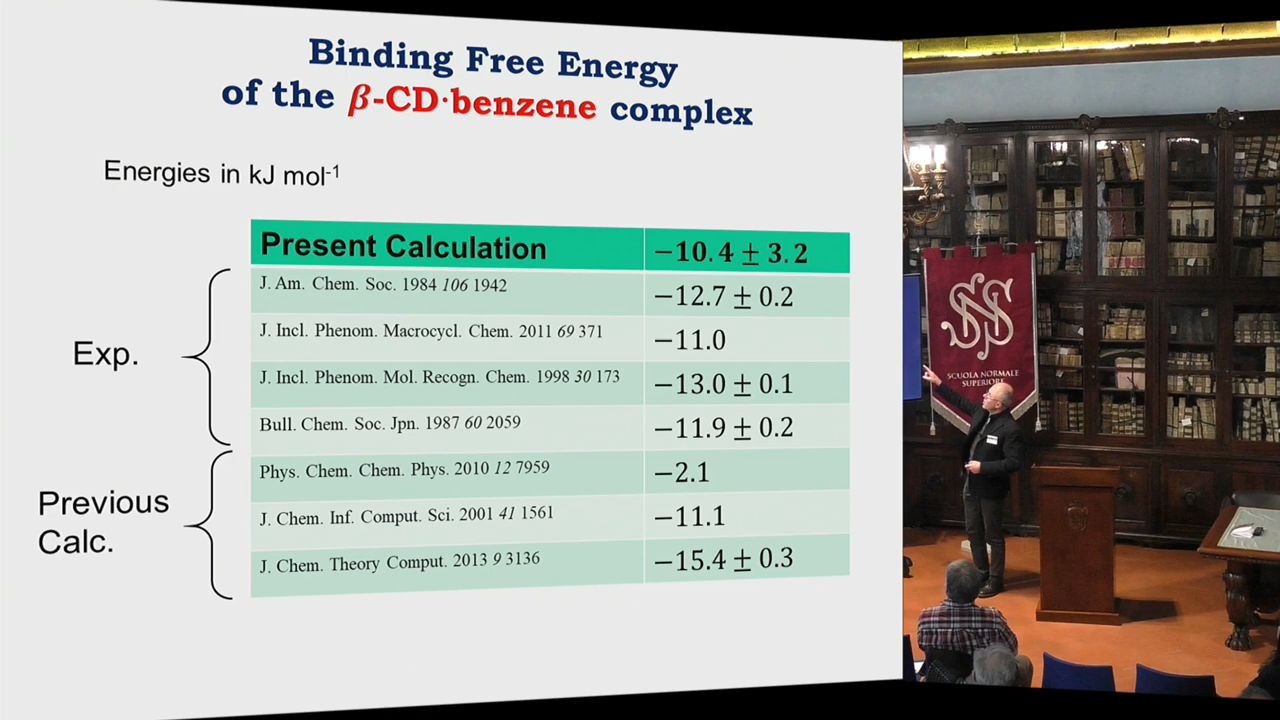 Binding Free Energy
of the β-CD·benzene complex
Energies in kJ mol⁻¹
Present Calculation −10.4 ± 3.2
Exp.
J. Am. Chem. Soc. 1984 106 1942 −12.7 ± 0.2
J. Incl. Phenom. Macrocycl. Chem. 2011 69 371 −11.0
J. Incl. Phenom. Mol. Recogn. Chem. 1998 30 173 −13.0 ± 0.1
Bull. Chem. Soc. Jpn. 1987 60 2059 −11.9 ± 0.2
Previous
Calc.
Phys. Chem. Chem. Phys. 2010 12 7959 −2.1
J. Chem. Inf. Comput. Sci. 2001 41 1561 −11.1
J. Chem. Theory Comput. 2013 9 3136 −15.4 ± 0.3
SNS
SCUOLA NORMALE
SUPERIORE